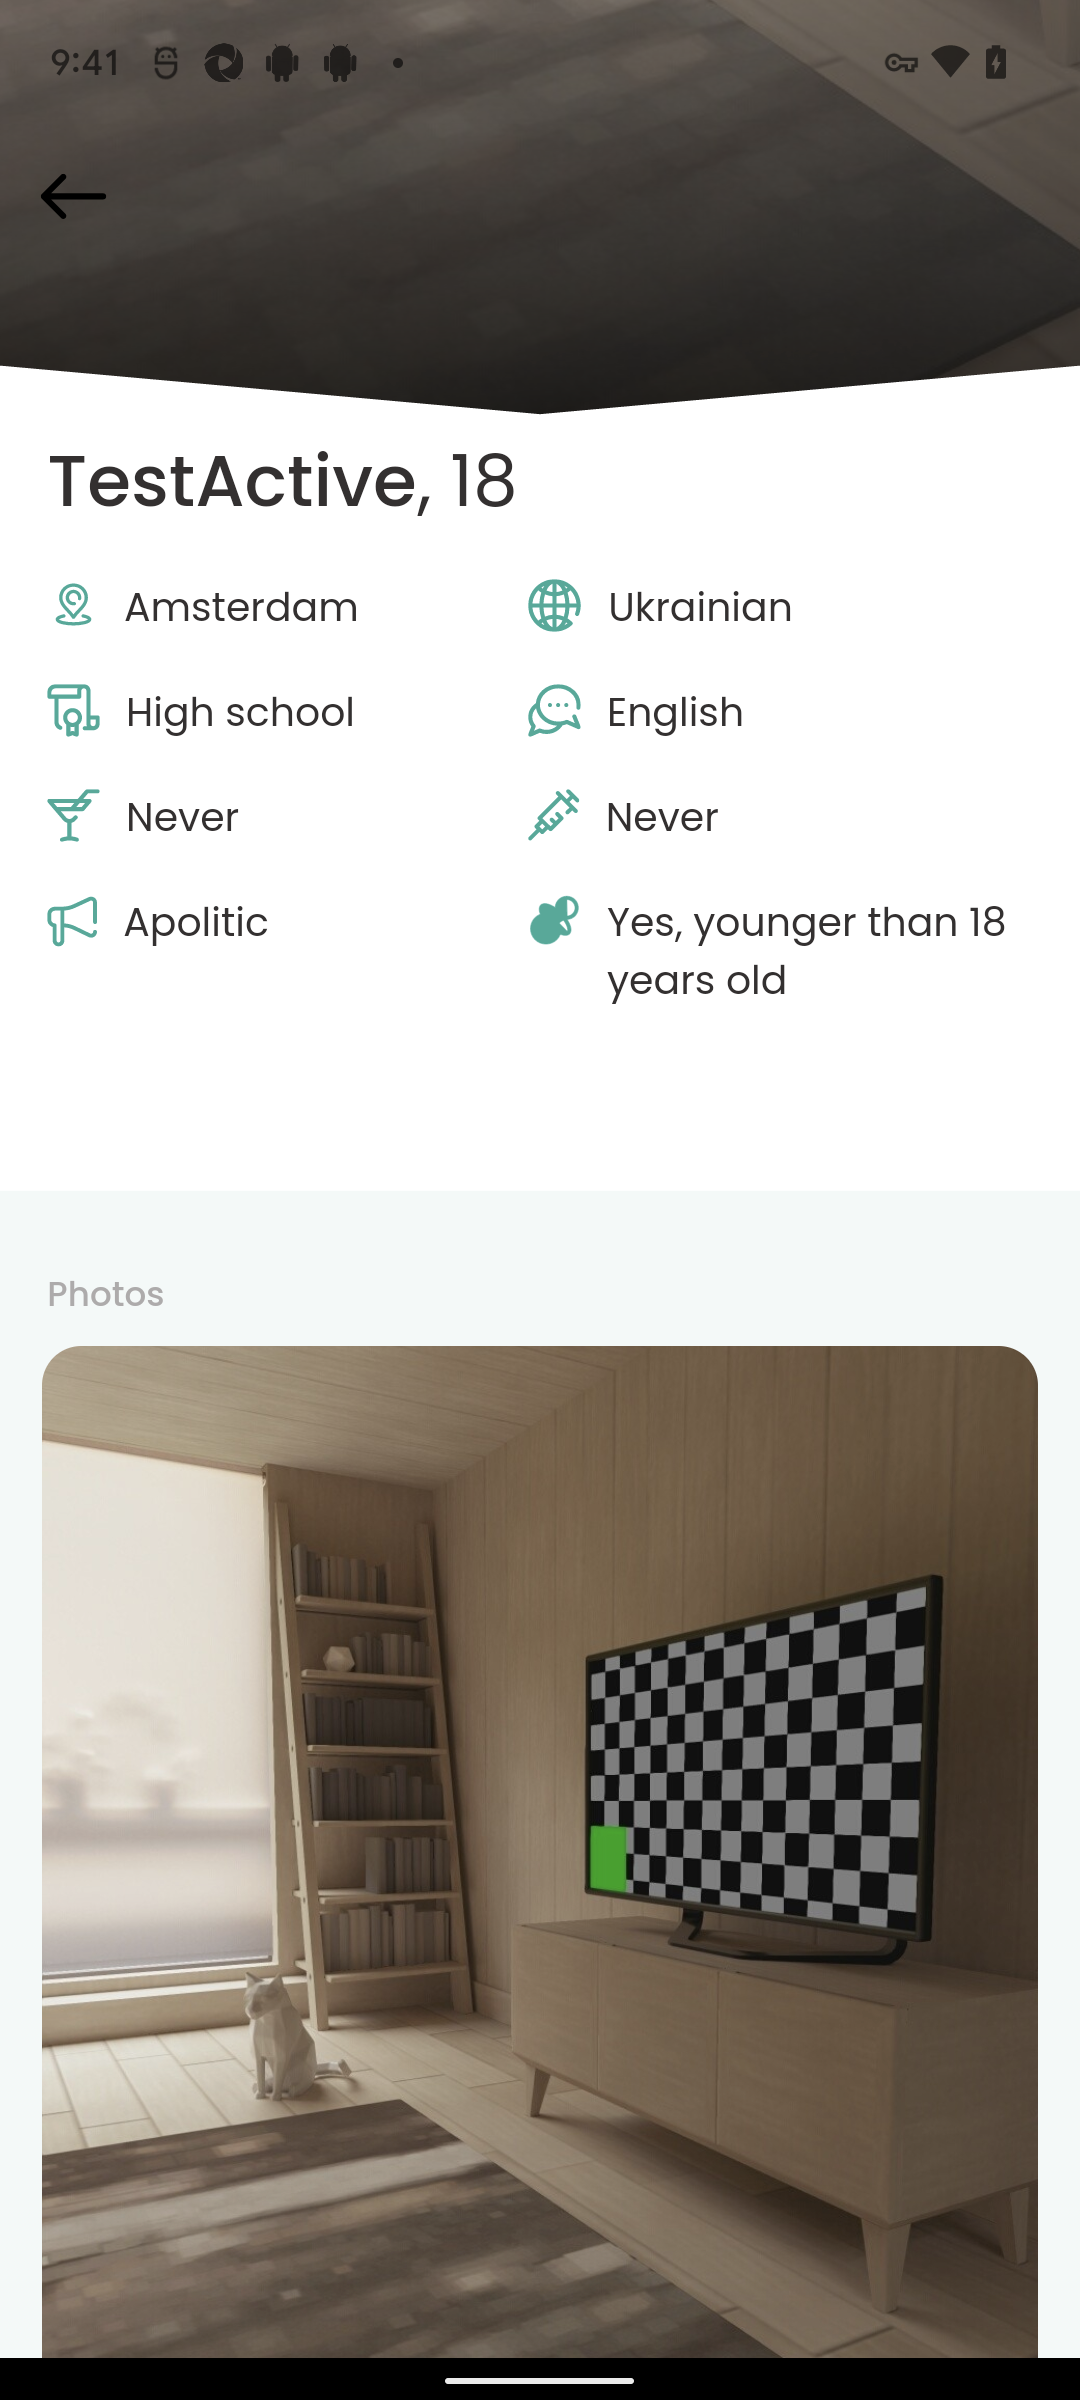 9:41
TestActive, 18
Amsterdam
Ukrainian
High school
English
Never
Never
Apolitic
Yes, younger than 18
years old
Photos